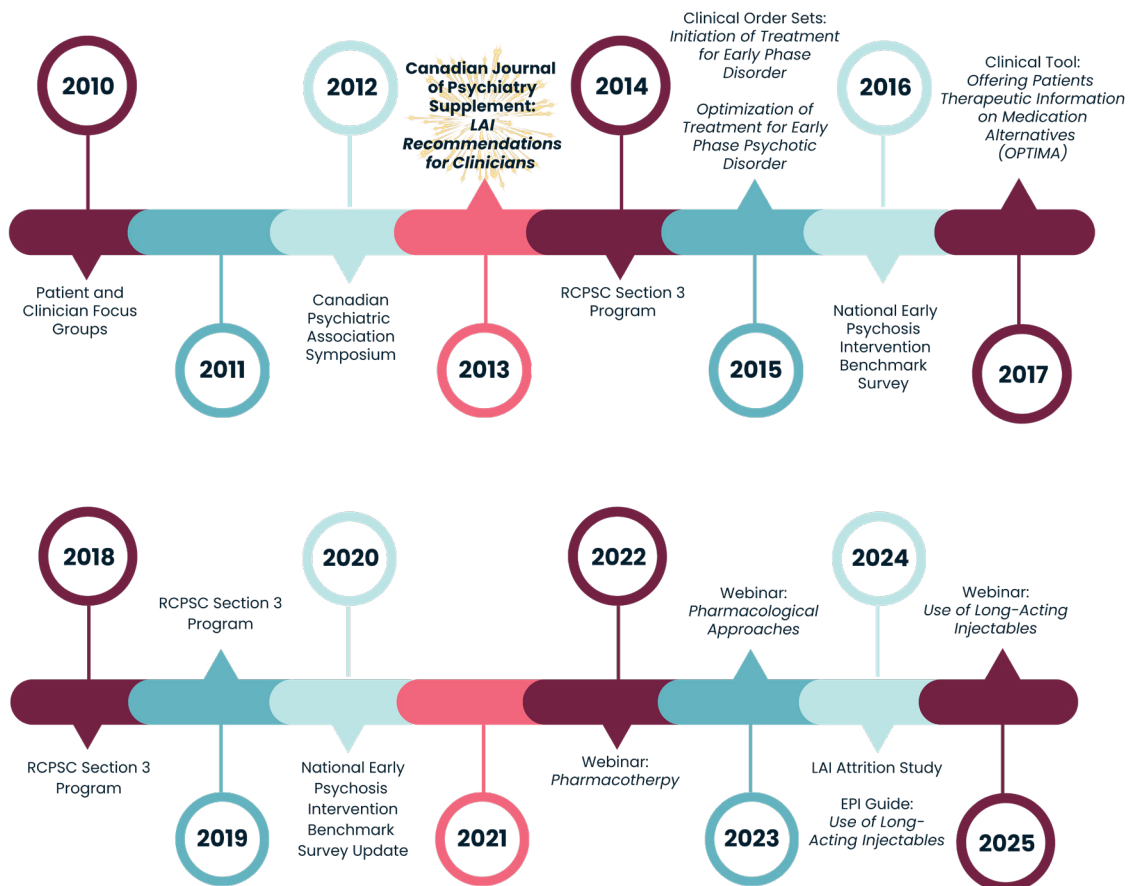 2010
Patient and
Clinician Focus
Groups
2011
2012
Canadian
Psychiatric
Association
Symposium
Canadian Journal
of Psychiatry
Supplement:
LAI
Recommendations
for Clinicians
2013
2014
RCPSC Section 3
Program
Clinical Order Sets:
Initiation of Treatment
for Early Phase
Disorder
Optimization of
Treatment for Early
Phase Psychotic
Disorder
2015
2016
National Early
Psychosis
Intervention
Benchmark
Survey
Clinical Tool:
Offering Patients
Therapeutic Information
on Medication
Alternatives
(OPTIMA)
2017
2018
RCPSC Section 3
Program
RCPSC Section 3
Program
2019
2020
National Early
Psychosis
Intervention
Benchmark
Survey Update
2021
2022
Webinar:
Pharmacotherpy
Webinar:
Pharmacological
Approaches
2023
2024
LAI Attrition Study
EPI Guide:
Use of Long-
Acting Injectables
Webinar:
Use of Long-Acting
Injectables
2025